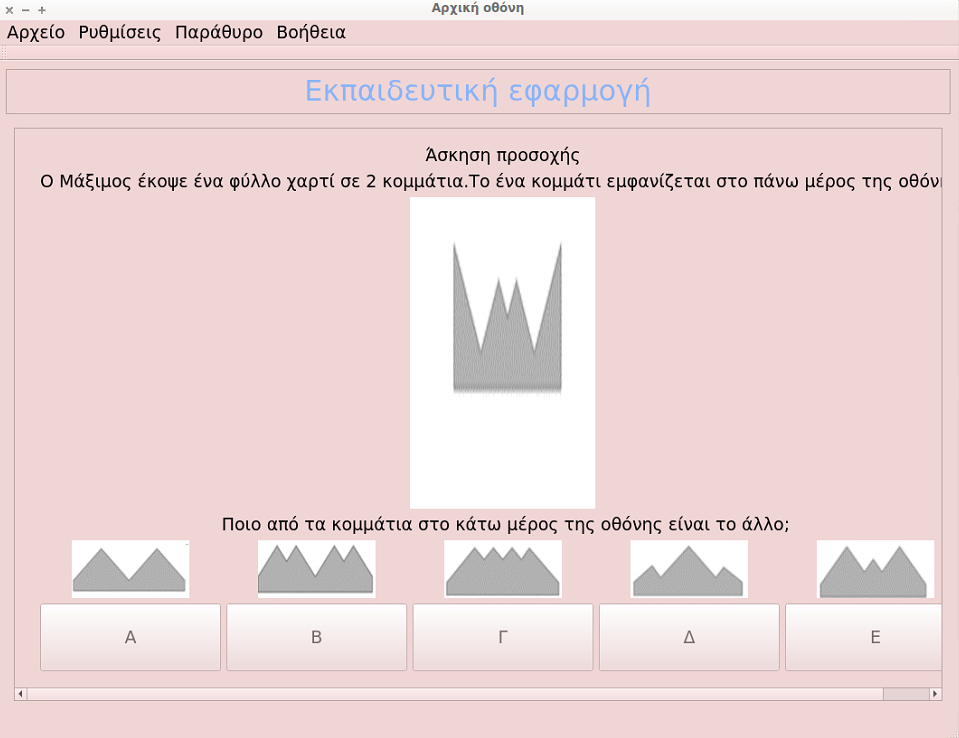 Αρχική οθόνη
Αρχείο Ρυθμίσεις Παράθυρο Βοήθεια
Εκπαιδευτική εφαρμογή
Άσκηση προσοχής
Ο Μάξιμος έκοψε ένα φύλλο χαρτί σε 2 κομμάτια.Το ένα κομμάτι εμφανίζεται στο πάνω μέρος της
Ποιο από τα κομμάτια στο κάτω μέρος της οθόνης είναι το άλλο;
Α Β Γ Δ Ε